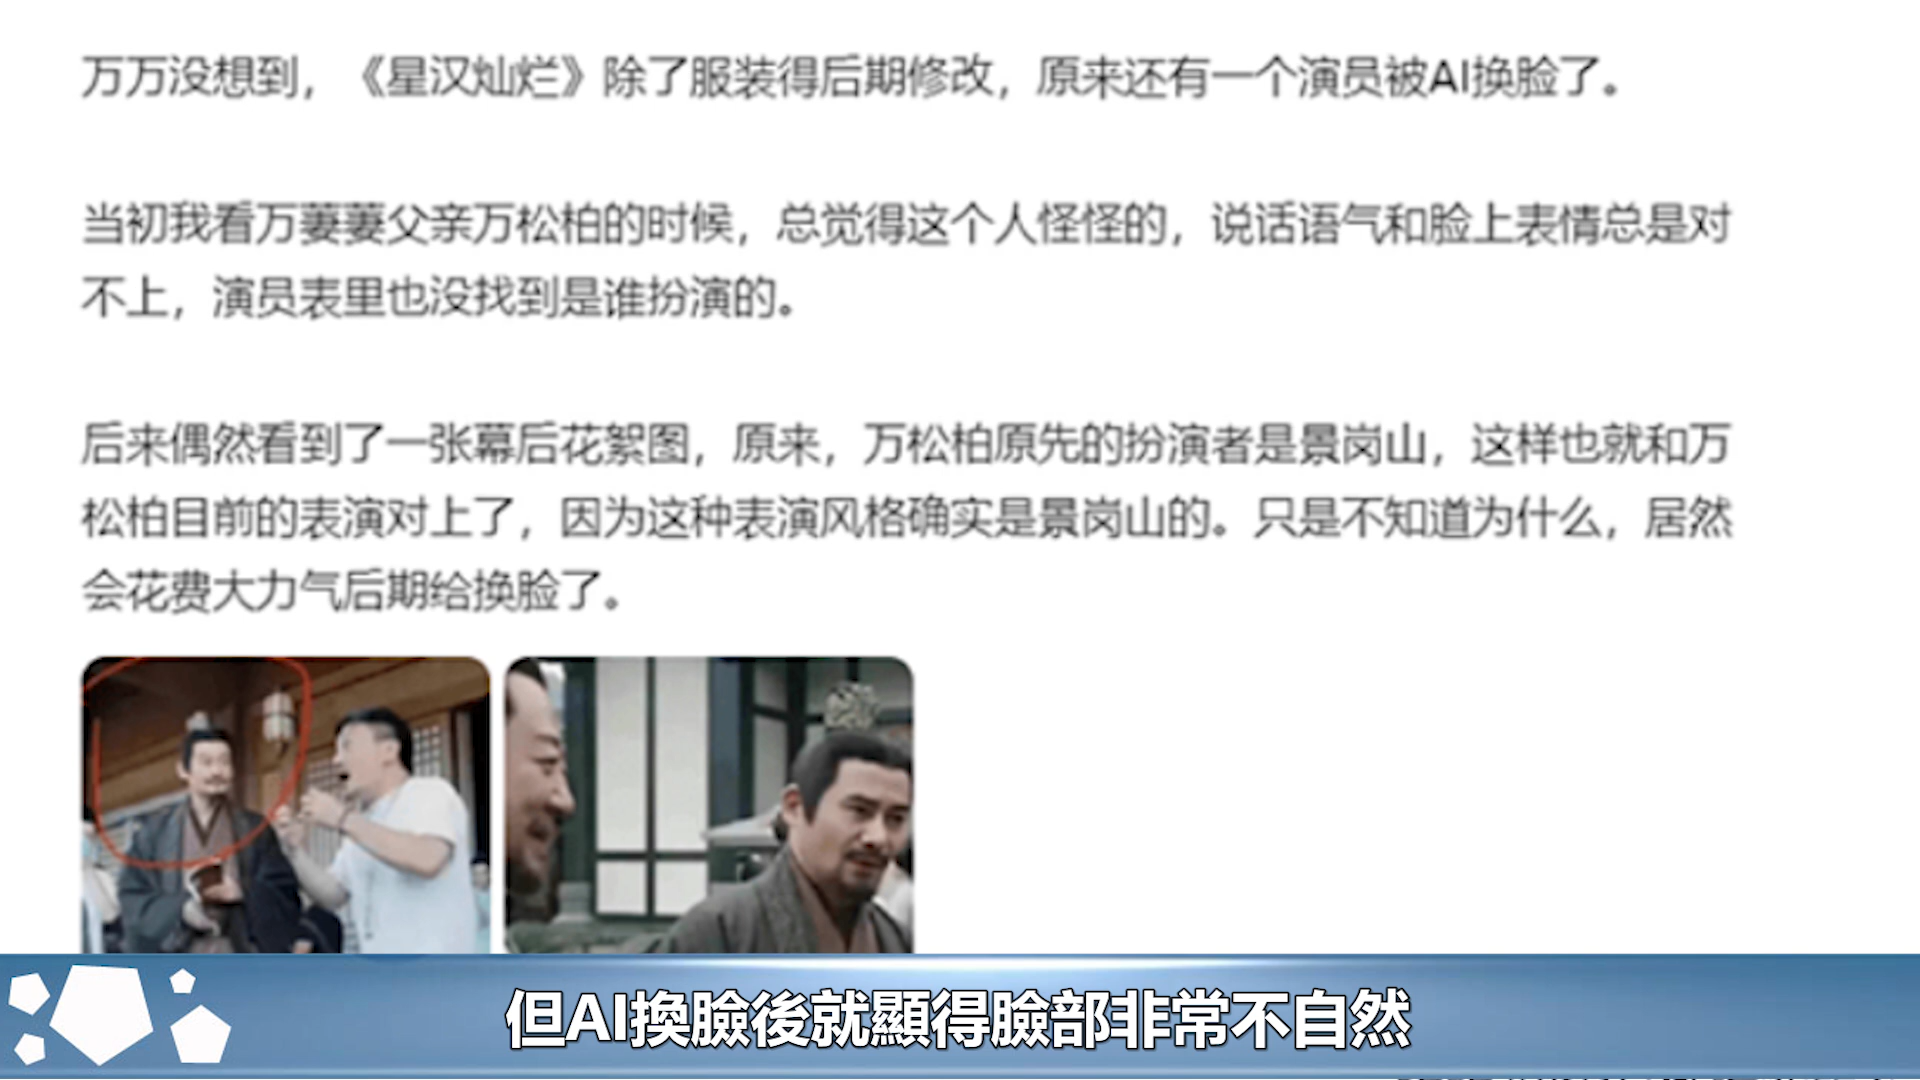 万万没想到，《星汉灿烂》除了服装得后期修改，原来还有一个演员被AI换脸了。
当初我看万萋萋父亲万松柏的时候，总觉得这个人怪怪的，说话语气和脸上表情总是对
不上，演员表里也没找到是谁扮演的。
后来偶然看到了一张幕后花絮图，原来，万松柏原先的扮演者是景岗山，这样也就和万
松柏目前的表演对上了，因为这种表演风格确实是景岗山的。只是不知道为什么，居然
会花费大力气后期给换脸了。
但AI換臉後就顯得臉部非常不自然